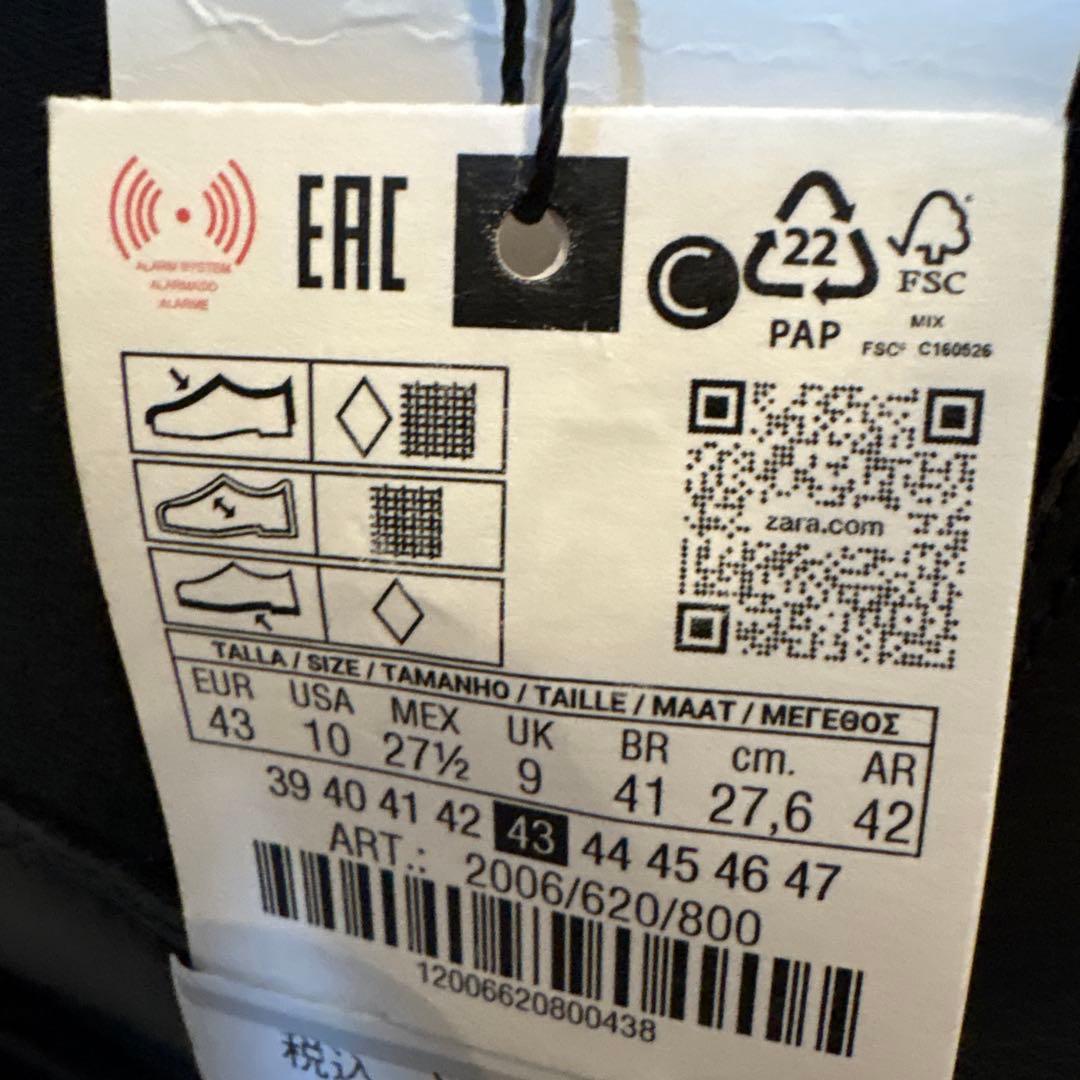 ALARM SYSTEM
ALARMADO
ALARME
EAC
C
22
PAP
FSC
MIX
FSC® C160526
zara.com
TALLA / SIZE / TAMANHO / TAILLE / MAAT / ΜΕΓΕΘΟΣ
EUR USA MEX UK BR cm. AR
43 10 27½ 9 41 27,6 42
39 40 41 42 43 44 45 46 47
ART.: 2006/620/800
12006620800438
税込